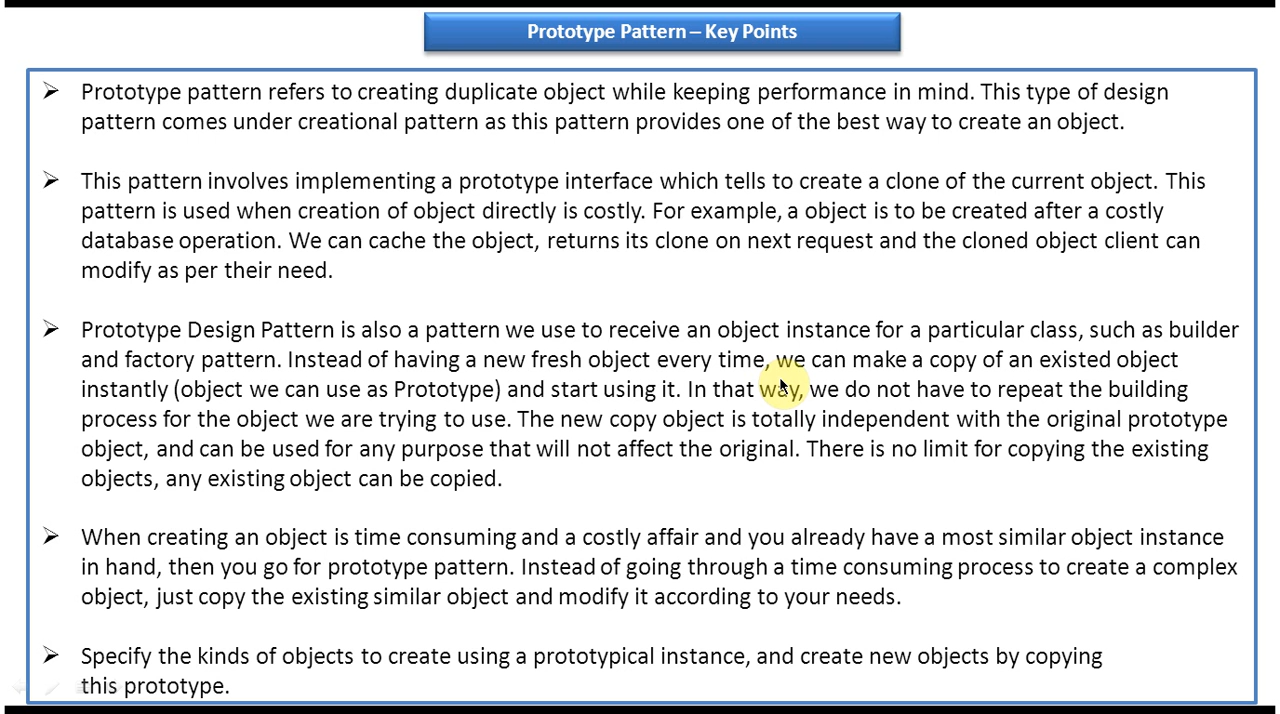 Prototype Pattern – Key Points
➢ Prototype pattern refers to creating duplicate object while keeping performance in mind. This type of design
pattern comes under creational pattern as this pattern provides one of the best way to create an object.
➢ This pattern involves implementing a prototype interface which tells to create a clone of the current object. This
pattern is used when creation of object directly is costly. For example, a object is to be created after a costly
database operation. We can cache the object, returns its clone on next request and the cloned object client can
modify as per their need.
➢ Prototype Design Pattern is also a pattern we use to receive an object instance for a particular class, such as builder
and factory pattern. Instead of having a new fresh object every time, we can make a copy of an existed object
instantly (object we can use as Prototype) and start using it. In that way, we do not have to repeat the building
process for the object we are trying to use. The new copy object is totally independent with the original prototype
object, and can be used for any purpose that will not affect the original. There is no limit for copying the existing
objects, any existing object can be copied.
➢ When creating an object is time consuming and a costly affair and you already have a most similar object instance
in hand, then you go for prototype pattern. Instead of going through a time consuming process to create a complex
object, just copy the existing similar object and modify it according to your needs.
➢ Specify the kinds of objects to create using a prototypical instance, and create new objects by copying
this prototype.